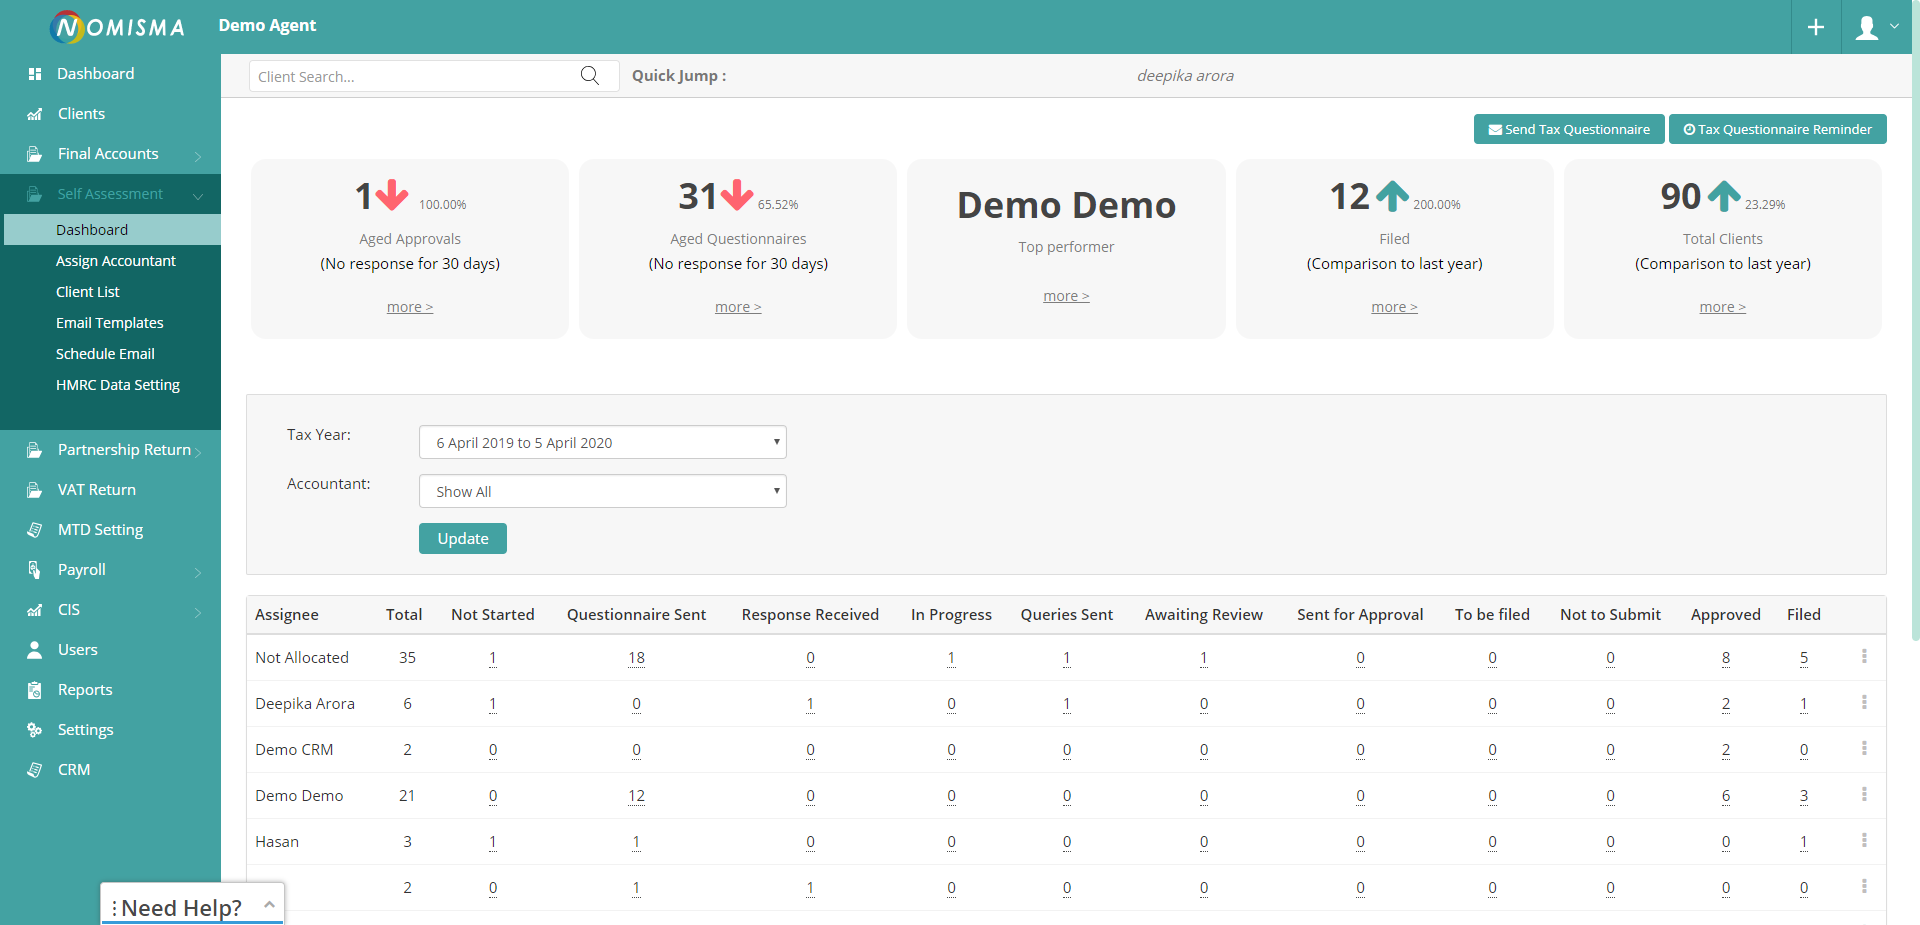 NOMISMA
Demo Agent
Dashboard
Clients
Final Accounts
Self Assessment
Dashboard
Assign Accountant
Client List
Email Templates
Schedule Email
HMRC Data Setting
Partnership Return
VAT Return
MTD Setting
Payroll
CIS
Users
Reports
Settings
CRM
Client Search...
Quick Jump :
deepika arora
Send Tax Questionnaire
Tax Questionnaire Reminder
1 100.00%
Aged Approvals
(No response for 30 days)
more >
31 65.52%
Aged Questionnaires
(No response for 30 days)
more >
Demo Demo
Top performer
more >
12 200.00%
Filed
(Comparison to last year)
more >
90 23.29%
Total Clients
(Comparison to last year)
more >
Tax Year:
6 April 2019 to 5 April 2020
Accountant:
Show All
Update
Assignee Total Not Started Questionnaire Sent Response Received In Progress Queries Sent Awaiting Review Sent for Approval To be filed Not to Submit Approved Filed
Not Allocated 35 1 18 0 1 1 1 0 0 0 8 5
Deepika Arora 6 1 0 1 0 1 0 0 0 0 2 1
Demo CRM 2 0 0 0 0 0 0 0 0 0 2 0
Demo Demo 21 0 12 0 0 0 0 0 0 0 6 3
Hasan 3 1 1 0 0 0 0 0 0 0 0 1
2 0 1 1 0 0 0 0 0 0 0 0
Need Help?